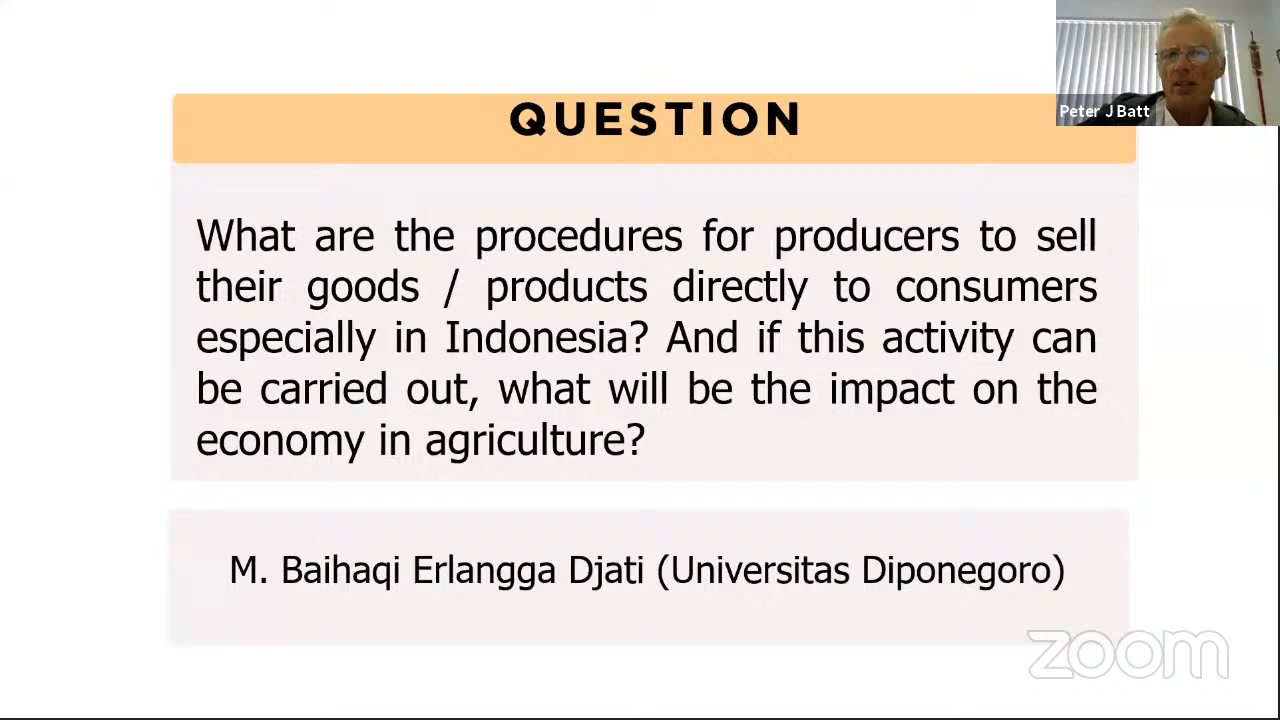 QUESTION
Peter J Batt
What are the procedures for producers to sell
their goods / products directly to consumers
especially in Indonesia? And if this activity can
be carried out, what will be the impact on the
economy in agriculture?
M. Baihaqi Erlangga Djati (Universitas Diponegoro)
zoom